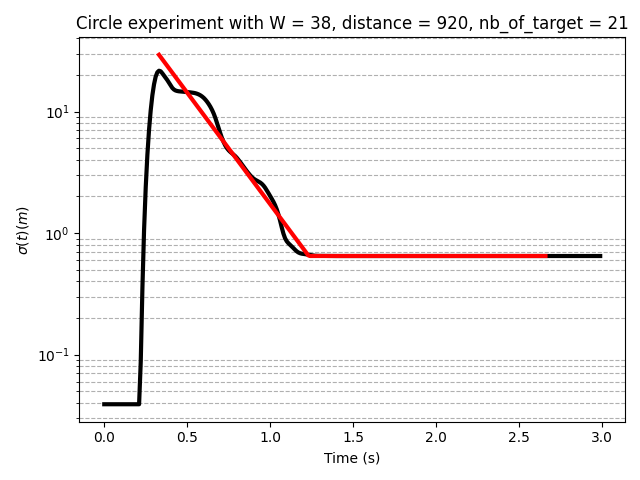 Circle experiment with W = 38, distance = 920, nb_of_target = 21
σ(t)(m)
10¹
10⁰
10⁻¹
0.0 0.5 1.0 1.5 2.0 2.5 3.0
Time (s)